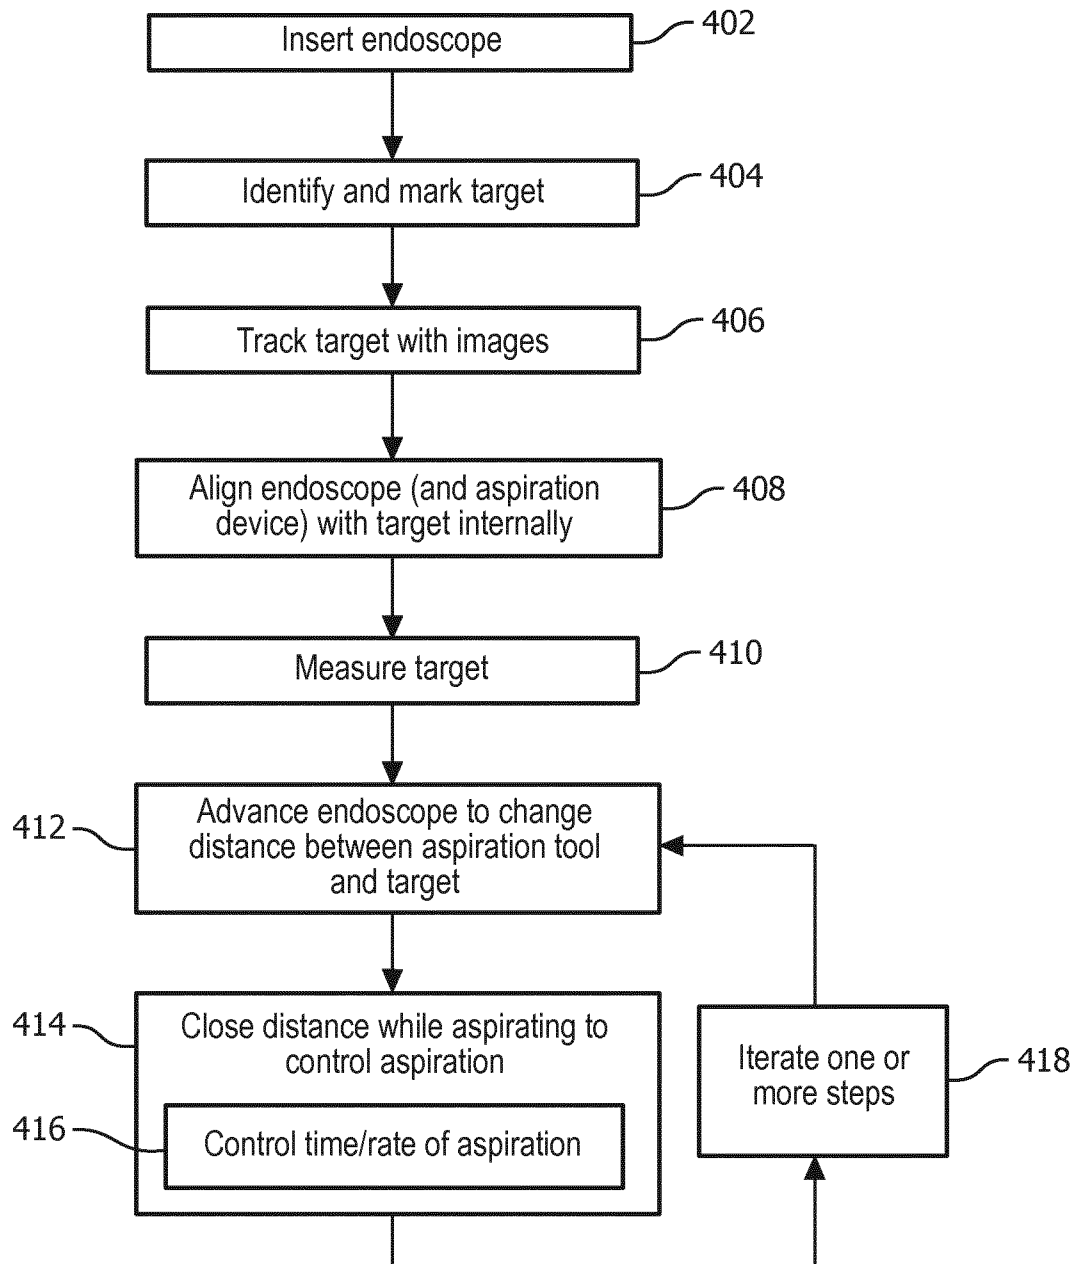 Insert endoscope
402
Identify and mark target
404
Track target with images
406
Align endoscope (and aspiration
device) with target internally
408
Measure target
410
412
Advance endoscope to change
distance between aspiration tool
and target
414
Close distance while aspirating to
control aspiration
416
Control time/rate of aspiration
Iterate one or
more steps
418